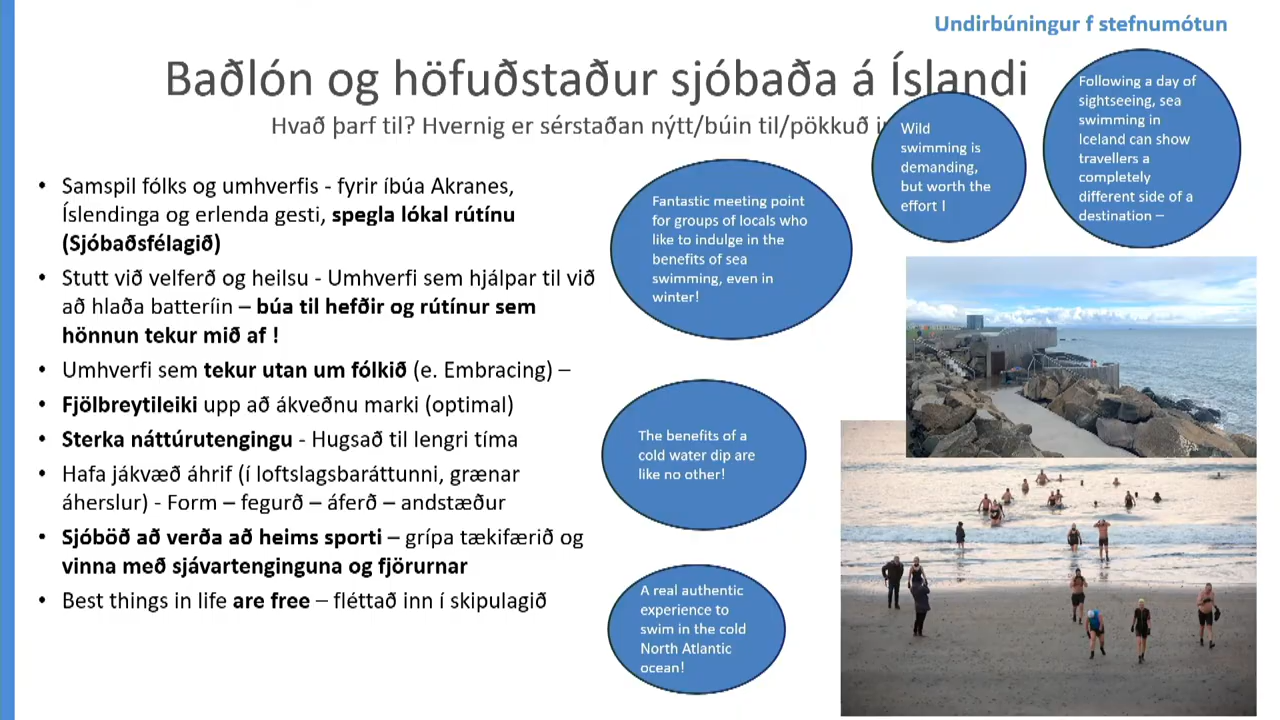 Undirbúningur f stefnumótun
Baðlón og höfuðstaður sjóbaða á Íslandi
Hvað þarf til? Hvernig er sérstaðan nýtt/búin til/pökkuð
• Samspil fólks og umhverfis - fyrir íbúa Akranes,
Íslendinga og erlenda gesti, spegla lókal rútínu
(Sjóbaðsfélagið)
• Stutt við velferð og heilsu - Umhverfi sem hjálpar til við
að hlaða batteríin – búa til hefðir og rútínur sem
hönnun tekur mið af !
• Umhverfi sem tekur utan um fólkið (e. Embracing) –
• Fjölbreytileiki upp að ákveðnu marki (optimal)
• Sterka náttúrutengingu - Hugsað til lengri tíma
• Hafa jákvæð áhrif (í loftslagsbaráttunni, grænar
áherslur) - Form – fegurð – áferð – andstæður
• Sjóböð að verða að heims sporti – grípa tækifærið og
vinna með sjávartenginguna og fjörurnar
• Best things in life are free – fléttað inn í skipulagið
Fantastic meeting point
for groups of locals who
like to indulge in the
benefits of sea
swimming, even in
winter!
The benefits of a
cold water dip are
like no other!
A real authentic
experience to
swim in the cold
North Atlantic
ocean!
Wild
swimming is
demanding,
but worth the
effort !
Following a day of
sightseeing, sea
swimming in
Iceland can show
travellers a
completely
different side of a
destination –